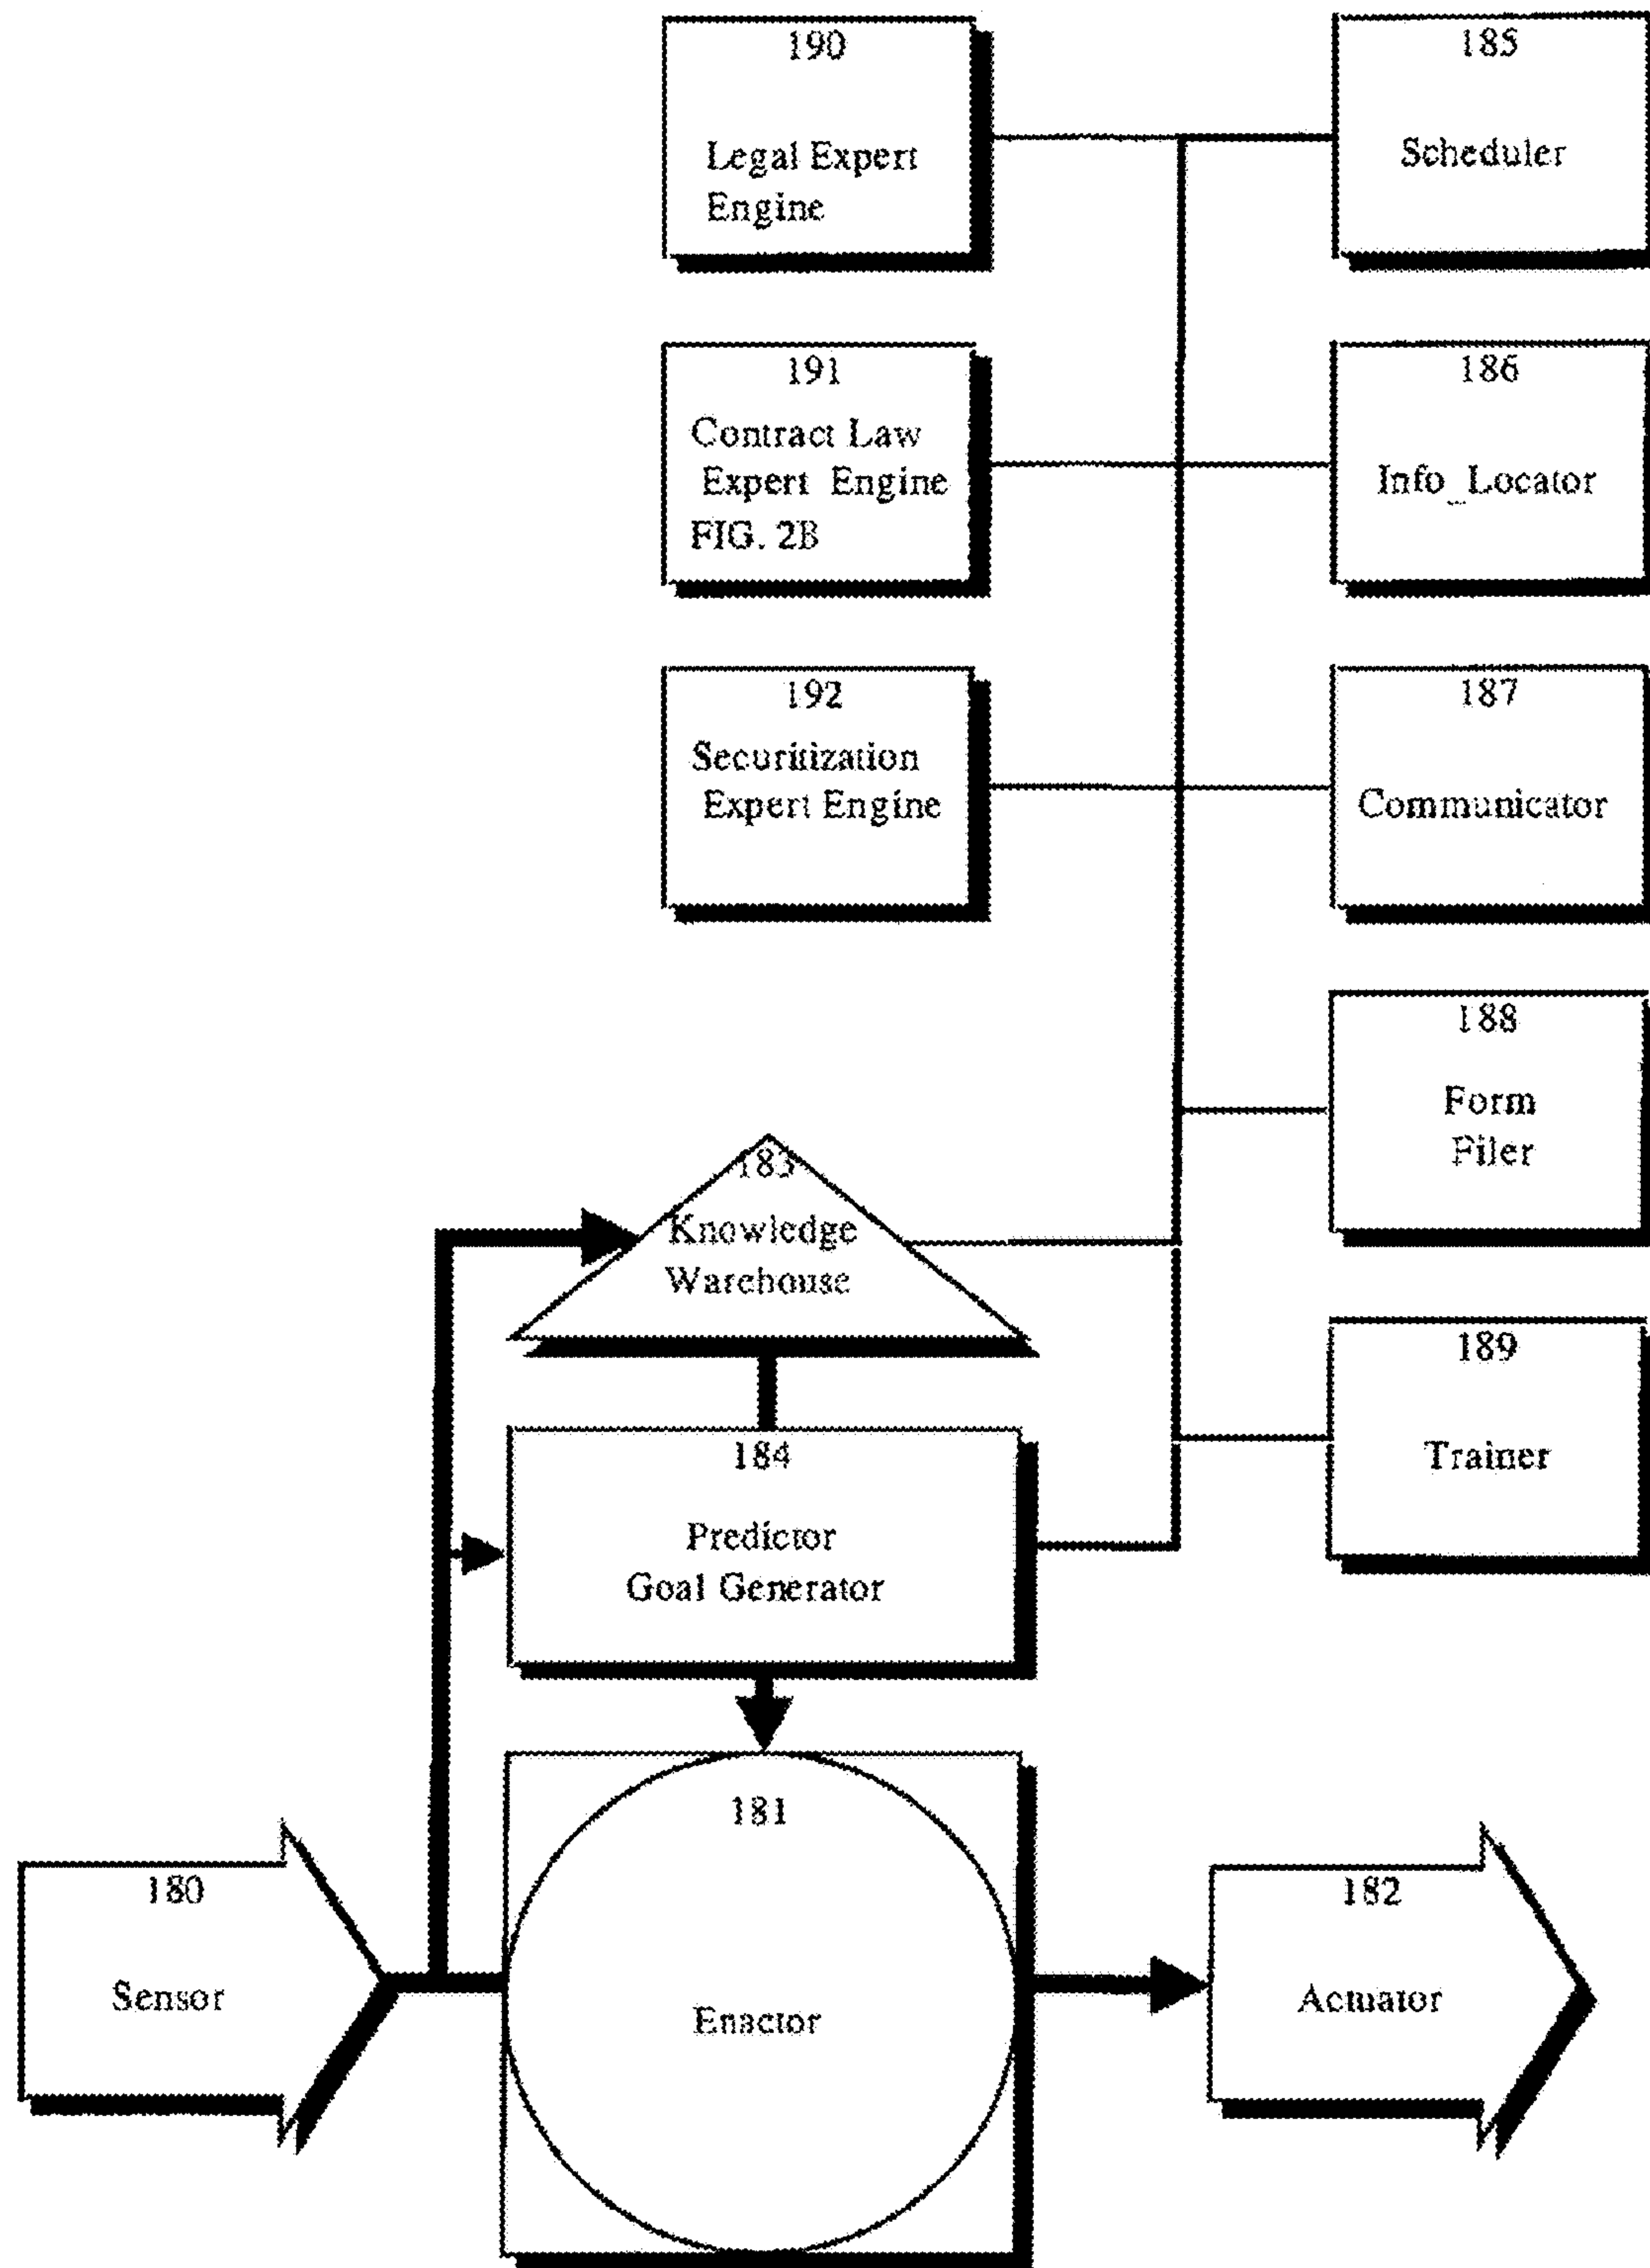 190
Legal Expert
Engine
185
Scheduler
191
Contract Law
Expert Engine
FIG. 2B
186
Info_Locator
192
Securitization
Expert Engine
187
Communicator
188
Form
Filer
183
Knowledge
Warehouse
189
Trainer
184
Predictor
Goal Generator
181
Enactor
180
Sensor
182
Actuator